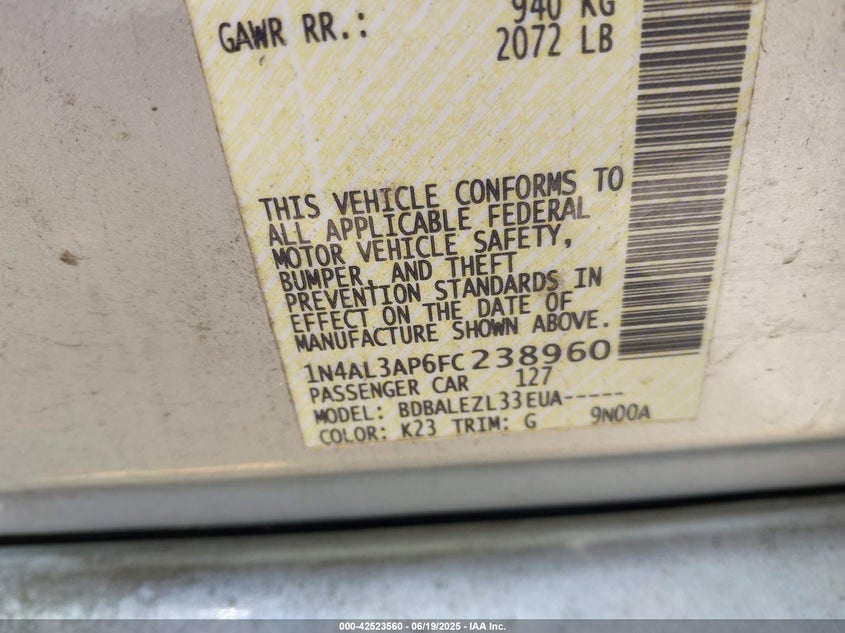 940 KG
GAWR RR.: 2072 LB
THIS VEHICLE CONFORMS TO
ALL APPLICABLE FEDERAL
MOTOR VEHICLE SAFETY,
BUMPER, AND THEFT
PREVENTION STANDARDS IN
EFFECT ON THE DATE OF
MANUFACTURE SHOWN ABOVE.
1N4AL3AP6FC238960
PASSENGER CAR 127
MODEL: BDBALEZL33EUA-----
COLOR: K23 TRIM: G 9N00A
000-42523560 - 06/19/2025 - IAA Inc.